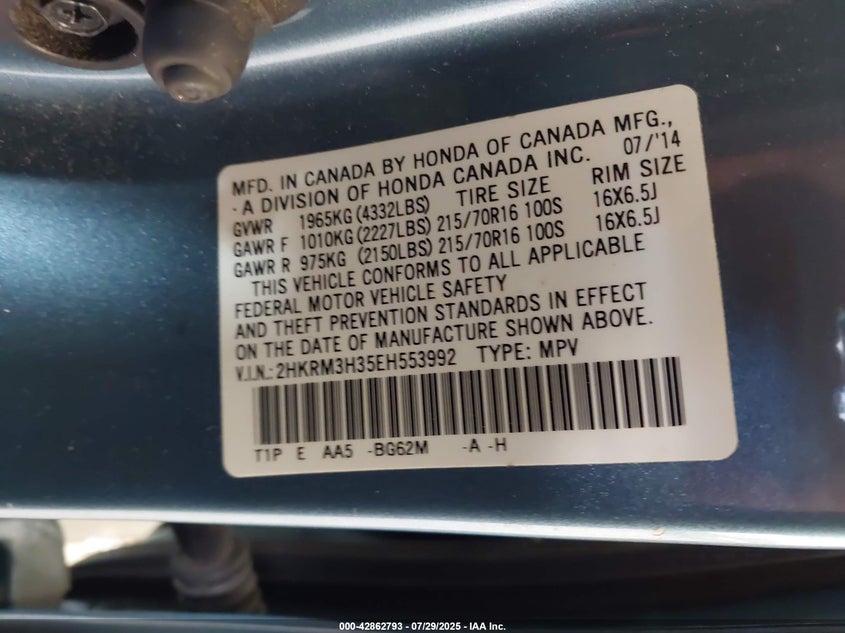 MFD. IN CANADA BY HONDA OF CANADA MFG.,
- A DIVISION OF HONDA CANADA INC. 07/'14
GVWR 1965KG (4332LBS) TIRE SIZE RIM SIZE
GAWR F 1010KG (2227LBS) 215/70R16 100S 16X6.5J
GAWR R 975KG (2150LBS) 215/70R16 100S 16X6.5J
THIS VEHICLE CONFORMS TO ALL APPLICABLE
FEDERAL MOTOR VEHICLE SAFETY
AND THEFT PREVENTION STANDARDS IN EFFECT
ON THE DATE OF MANUFACTURE SHOWN ABOVE.
V.I.N.: 2HKRM3H35EH553992 TYPE: MPV
T1P E AA5 -BG62M -A -H
000-42862793 - 07/29/2025 - IAA Inc.